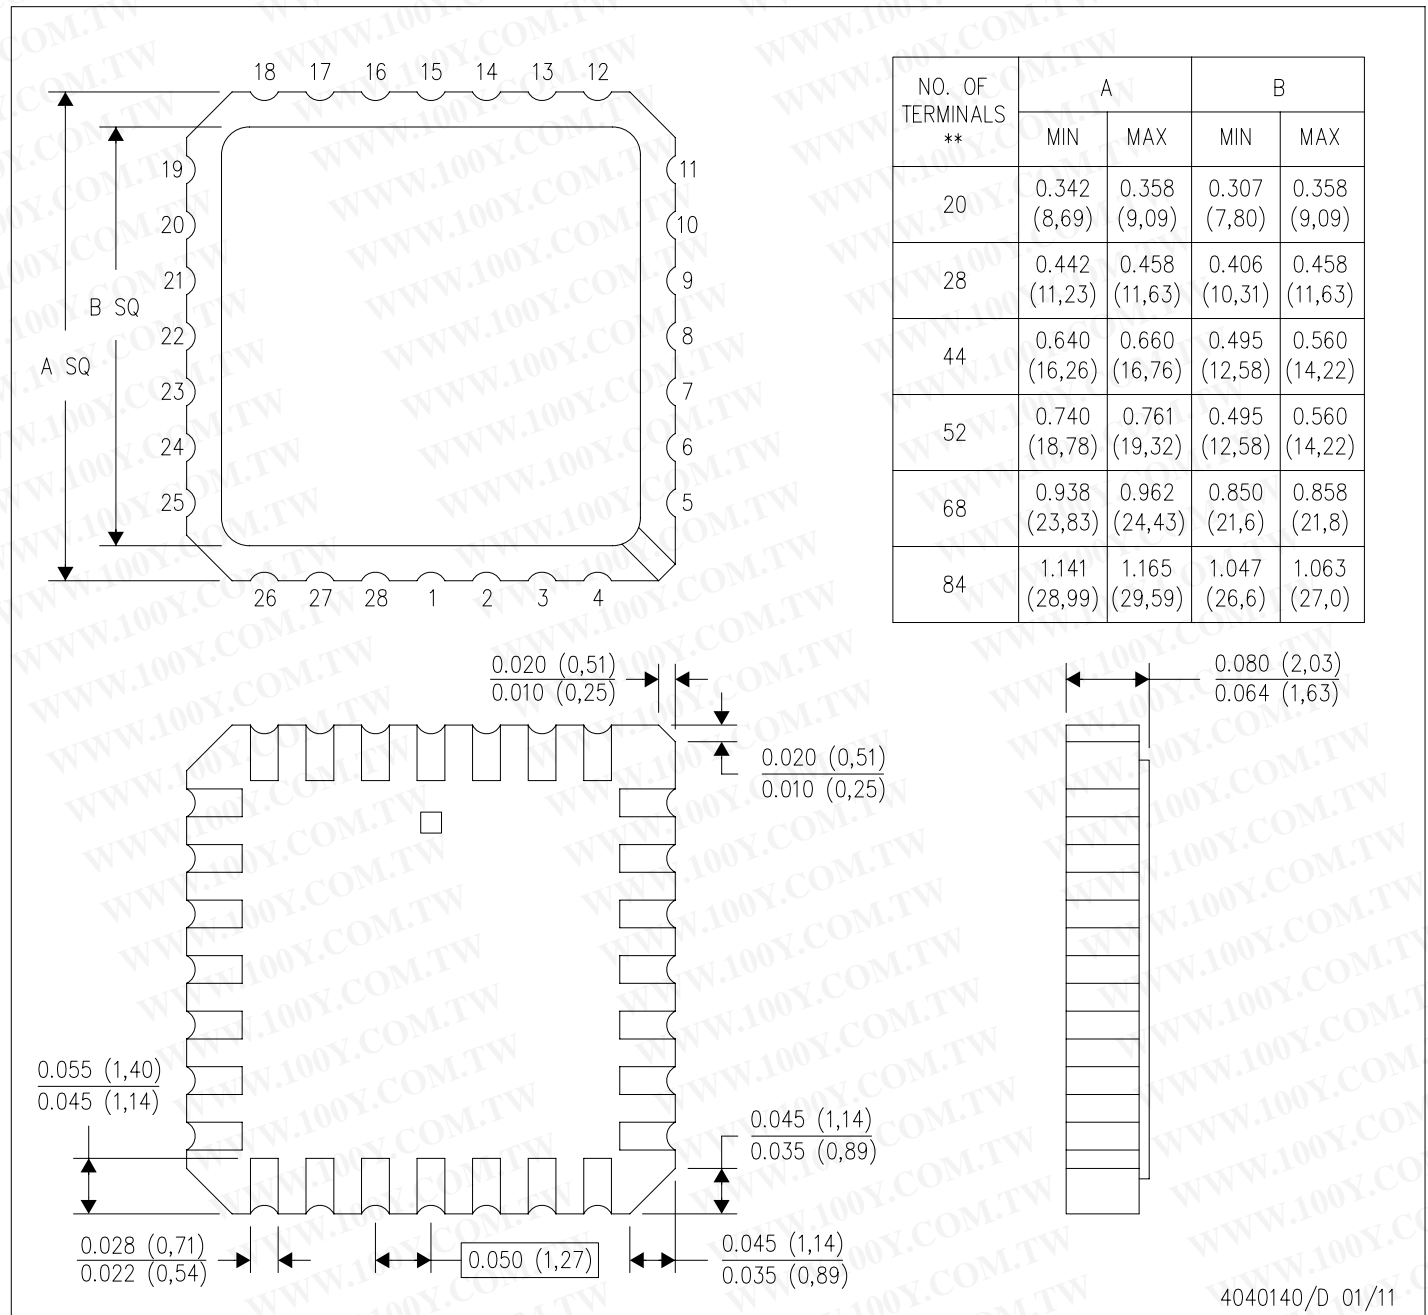 18 17 16 15 14 13 12
19
20
21
22
23
24
25
11
10
9
8
7
6
5
26 27 28 1 2 3 4
B SQ
A SQ
NO. OF TERMINALS ** A B
MIN MAX MIN MAX
20 0.342 (8,69) 0.358 (9,09) 0.307 (7,80) 0.358 (9,09)
28 0.442 (11,23) 0.458 (11,63) 0.406 (10,31) 0.458 (11,63)
44 0.640 (16,26) 0.660 (16,76) 0.495 (12,58) 0.560 (14,22)
52 0.740 (18,78) 0.761 (19,32) 0.495 (12,58) 0.560 (14,22)
68 0.938 (23,83) 0.962 (24,43) 0.850 (21,6) 0.858 (21,8)
84 1.141 (28,99) 1.165 (29,59) 1.047 (26,6) 1.063 (27,0)
0.020 (0,51)
0.010 (0,25)
0.020 (0,51)
0.010 (0,25)
0.080 (2,03)
0.064 (1,63)
0.055 (1,40)
0.045 (1,14)
0.045 (1,14)
0.035 (0,89)
0.028 (0,71)
0.022 (0,54)
0.050 (1,27)
0.045 (1,14)
0.035 (0,89)
4040140/D 01/11
WWW.100Y.COM.TW